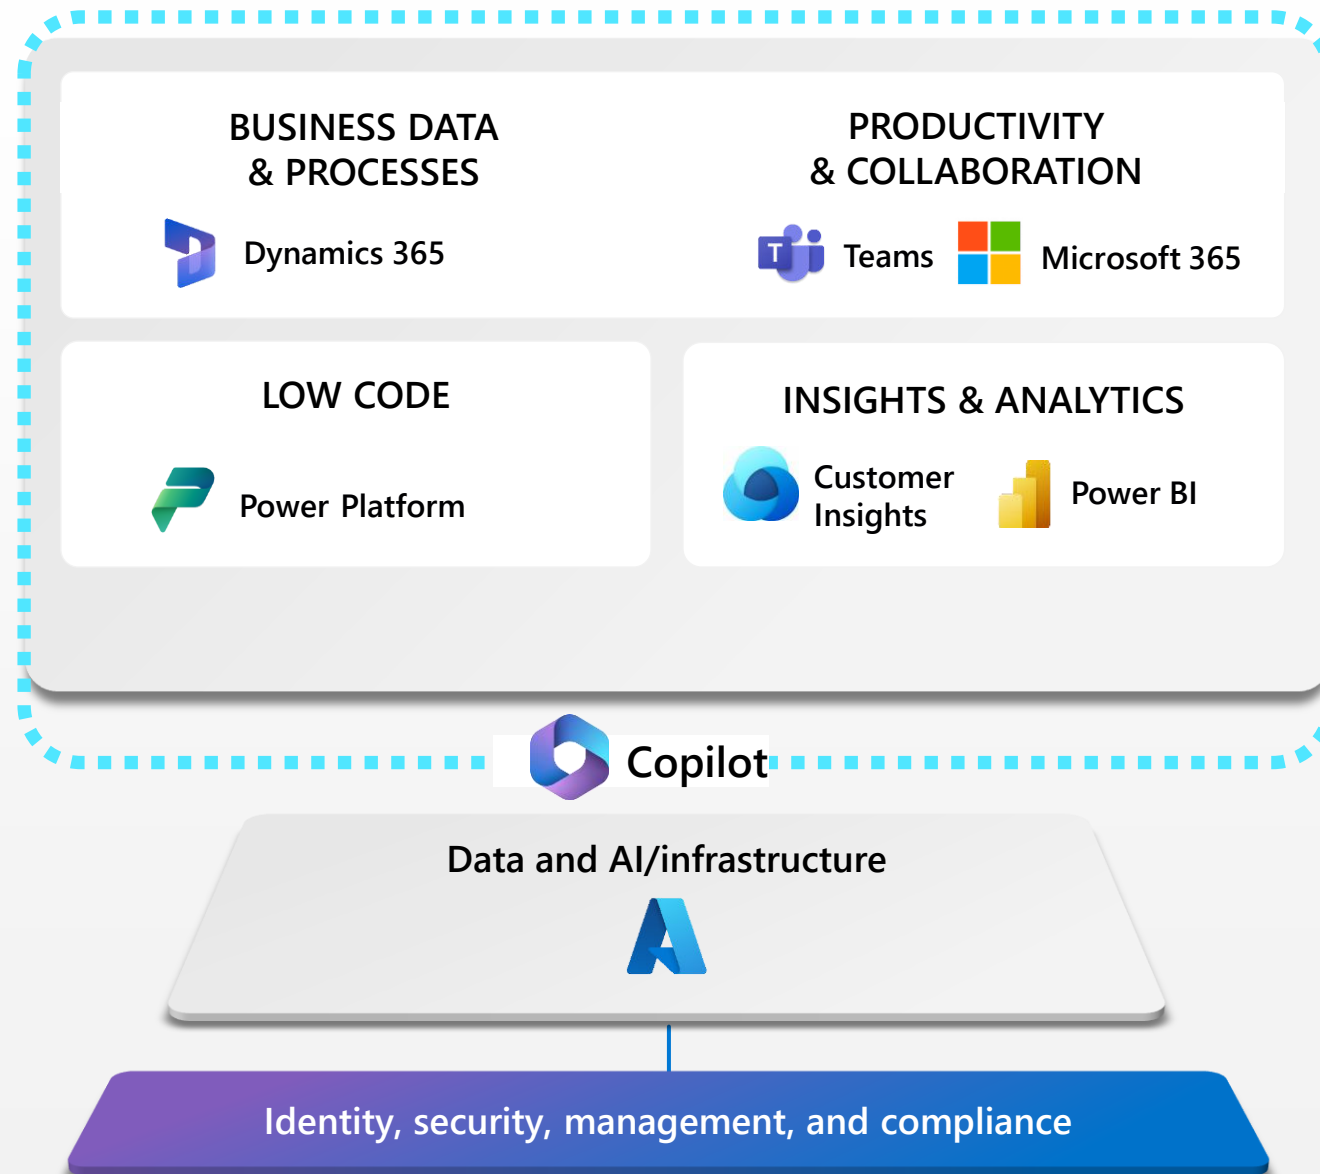 BUSINESS DATA
& PROCESSES
Dynamics 365
PRODUCTIVITY
& COLLABORATION
T
Teams
Microsoft 365
LOW CODE
Power Platform
INSIGHTS & ANALYTICS
Customer
Insights
Power BI
Copilot
Data and AI/infrastructure
Identity, security, management, and compliance